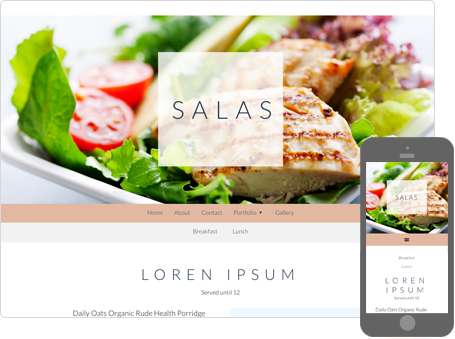 SALAS
Home About Contact Portfolio ▼ Gallery
Breakfast Lunch
LOREN IPSUM
Served until 12
Daily Oats Organic Rude Health Porridge
SALAS
Breakfast
Lunch
LOREN
IPSUM
Served until 12
Daily Oats Organic Rude